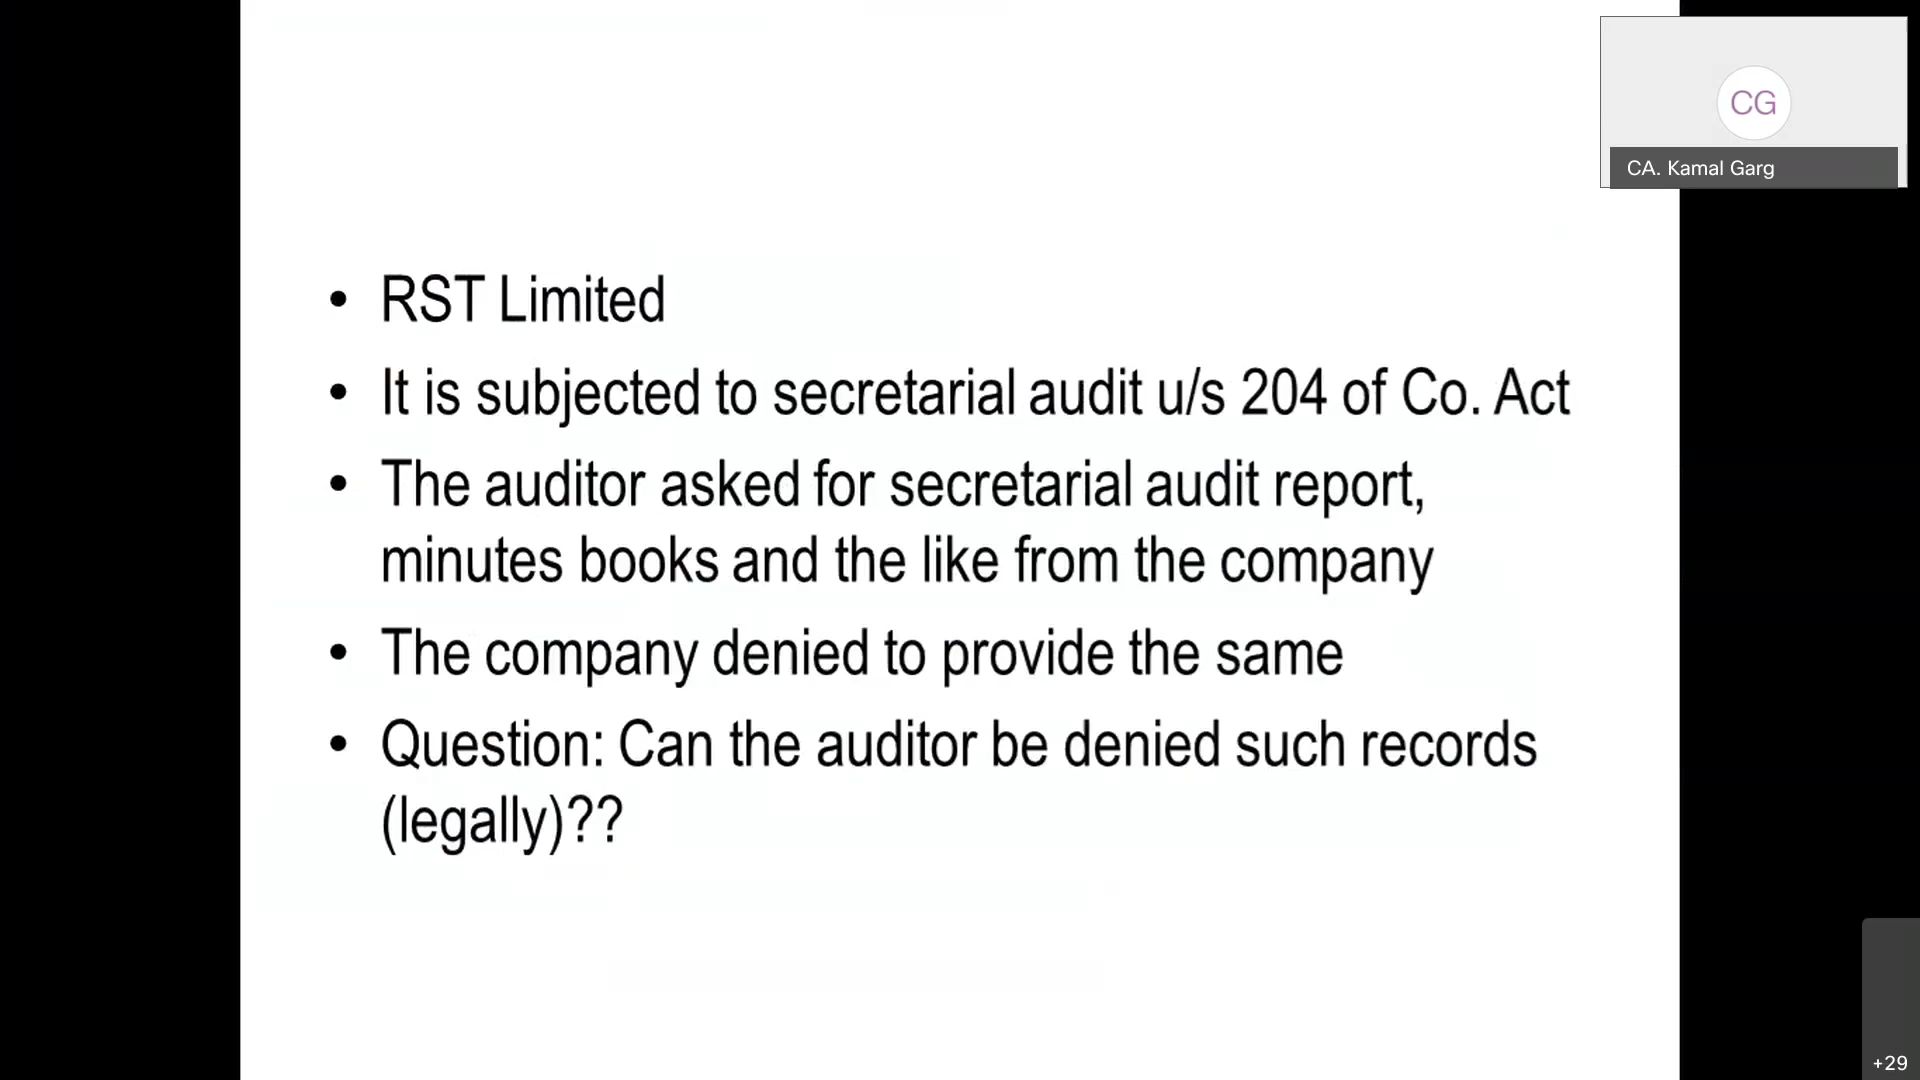 CG
CA. Kamal Garg
• RST Limited
• It is subjected to secretarial audit u/s 204 of Co. Act
• The auditor asked for secretarial audit report,
minutes books and the like from the company
• The company denied to provide the same
• Question: Can the auditor be denied such records
(legally)??
+29